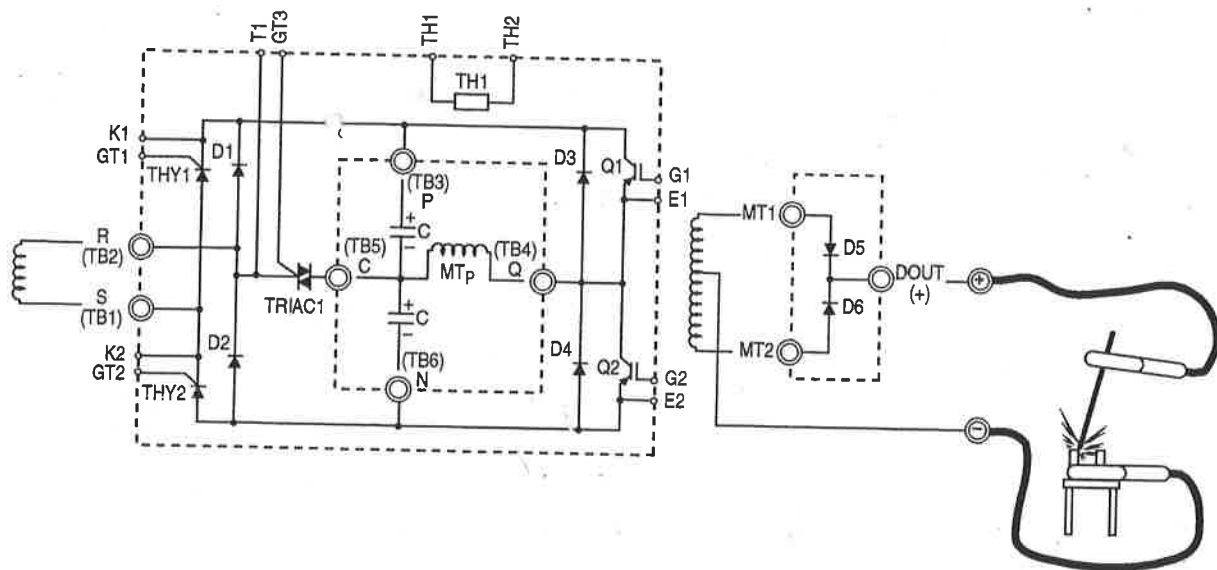 T1
GT3
TH1
TH2
TH1
K1
GT1
THY1
D1
D3
Q1
G1
E1
(TB3)
P
+
C
-
R
(TB2)
(TB5)
C
MTP
(TB4)
Q
S
(TB1)
TRIAC1
+
C
-
K2
GT2
THY2
D2
(TB6)
N
D4
Q2
G2
E2
MT1
D5
DOUT
(+)
+
D6
MT2
−